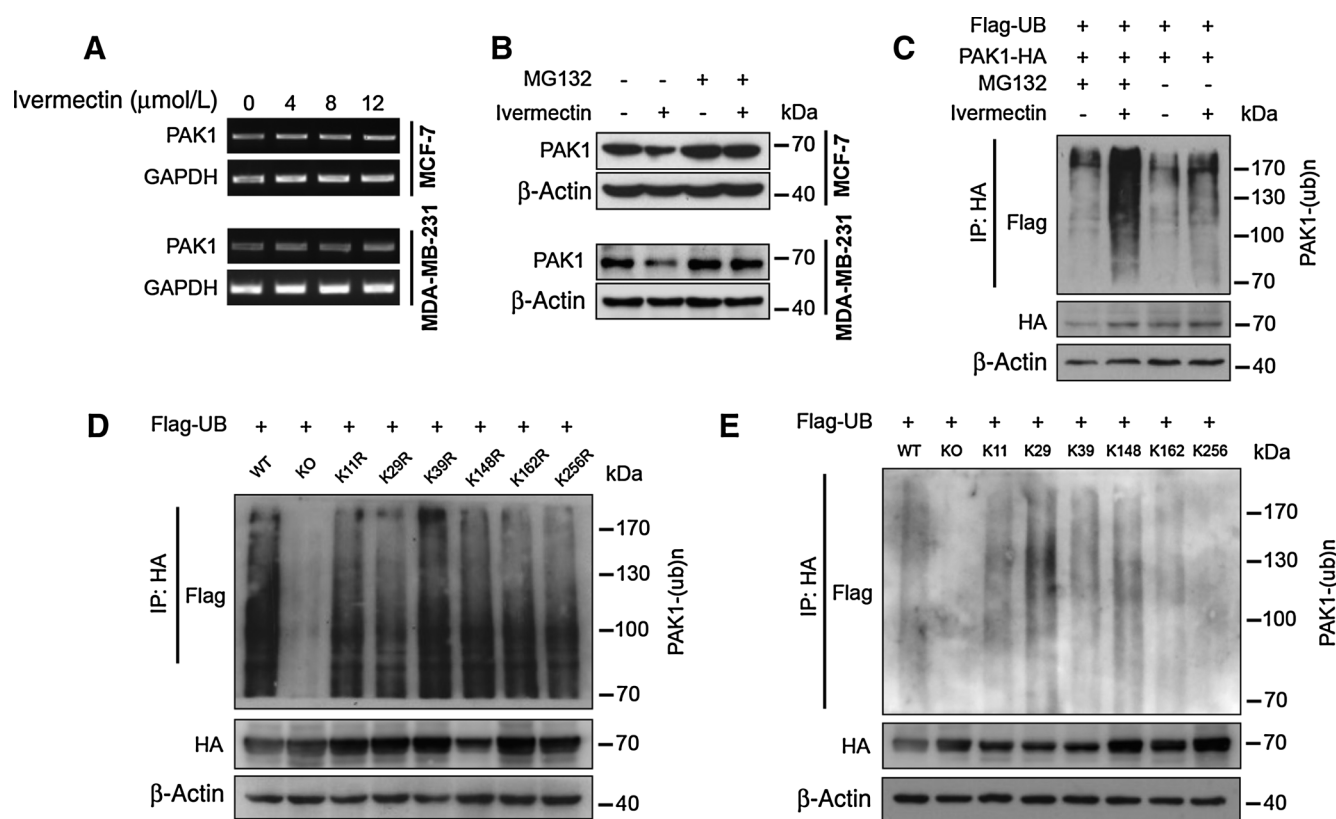 A
Ivermectin (μmol/L) 0 4 8 12
PAK1
GAPDH
MCF-7
PAK1
GAPDH
MDA-MB-231
B
MG132 - - + +
Ivermectin - + - + kDa
PAK1 70
β-Actin 40
MCF-7
PAK1 70
β-Actin 40
MDA-MB-231
C
Flag-UB + + + +
PAK1-HA + + + +
MG132 + + - -
Ivermectin - + - + kDa
IP: HA
Flag
170
130
100
70
PAK1-(ub)n
HA 70
β-Actin 40
D
Flag-UB + + + + + + + +
WT KO K11R K29R K39R K148R K162R K256R kDa
IP: HA
Flag
170
130
100
70
PAK1-(ub)n
HA 70
β-Actin 40
E
Flag-UB + + + + + + + +
WT KO K11 K29 K39 K148 K162 K256 kDa
IP: HA
Flag
170
130
100
70
PAK1-(ub)n
HA 70
β-Actin 40